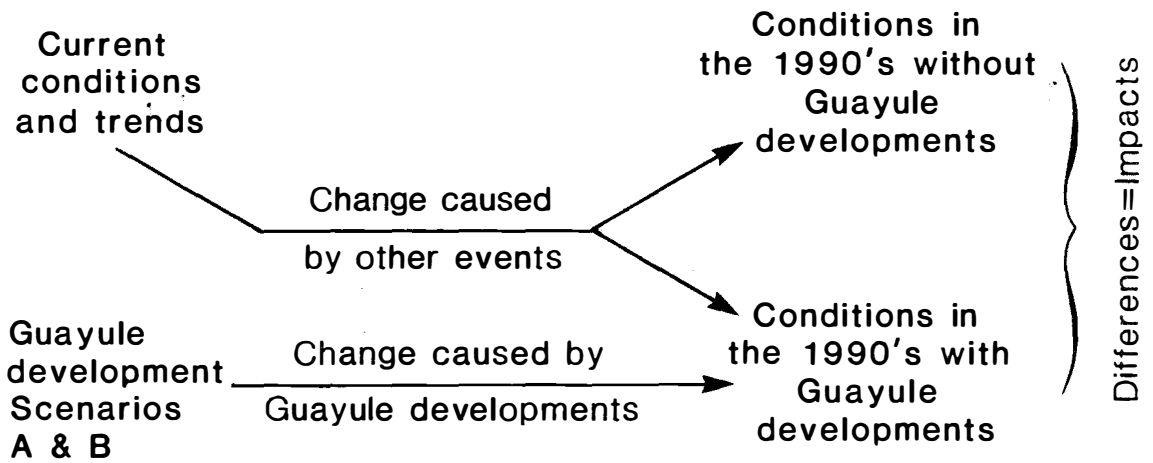 Current
conditions
and trends
Change caused
by other events
Conditions in
the 1990's without
Guayule
developments
Guayule
development
Scenarios
A & B
Change caused by
Guayule developments
Conditions in
the 1990's with
Guayule
developments
Differences=Impacts